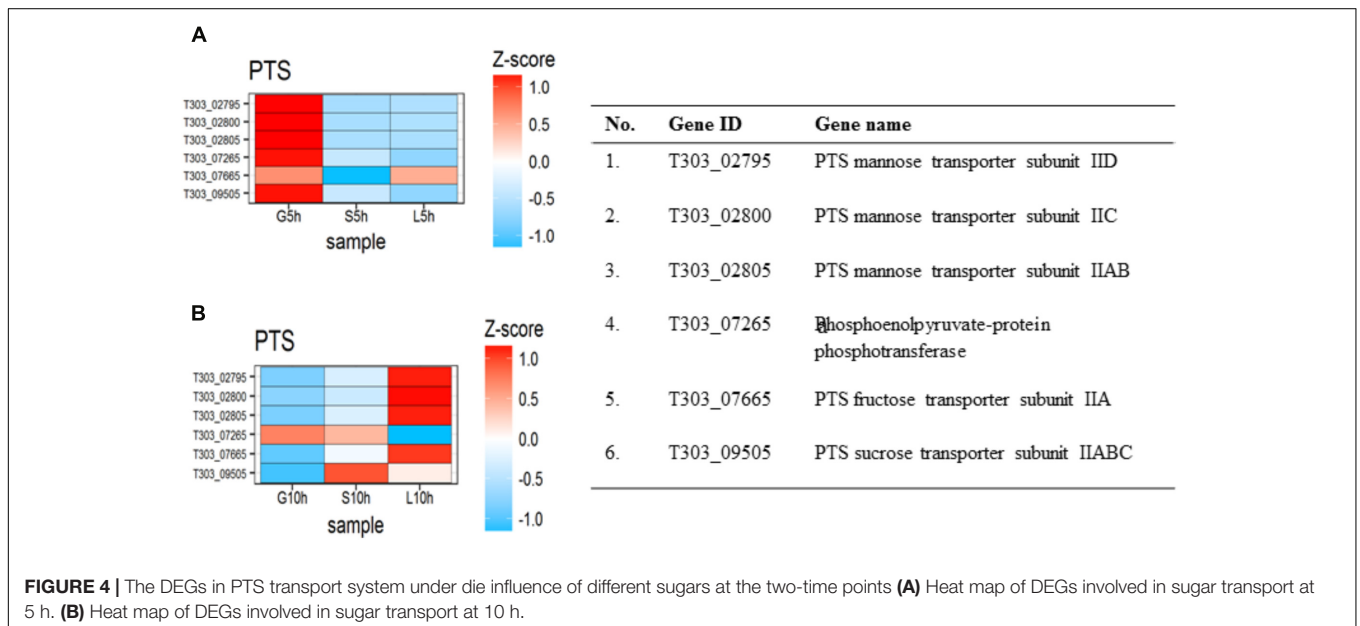 A
PTS
Z-score
T303_02795
T303_02800
T303_02805
T303_07265
T303_07665
T303_09505
1.0
0.5
0.0
-0.5
-1.0
G5h S5h L5h
sample
B
PTS
Z-score
T303_02795
T303_02800
T303_02805
T303_07265
T303_07665
T303_09505
1.0
0.5
0.0
-0.5
-1.0
G10h S10h L10h
sample
No. Gene ID Gene name
1. T303_02795 PTS mannose transporter subunit IID
2. T303_02800 PTS mannose transporter subunit IIC
3. T303_02805 PTS mannose transporter subunit IIAB
4. T303_07265 Phosphoenolpyruvate-protein
phosphotransferase
5. T303_07665 PTS fructose transporter subunit IIA
6. T303_09505 PTS sucrose transporter subunit IIABC
FIGURE 4 | The DEGs in PTS transport system under die influence of different sugars at the two-time points (A) Heat map of DEGs involved in sugar transport at
5 h. (B) Heat map of DEGs involved in sugar transport at 10 h.